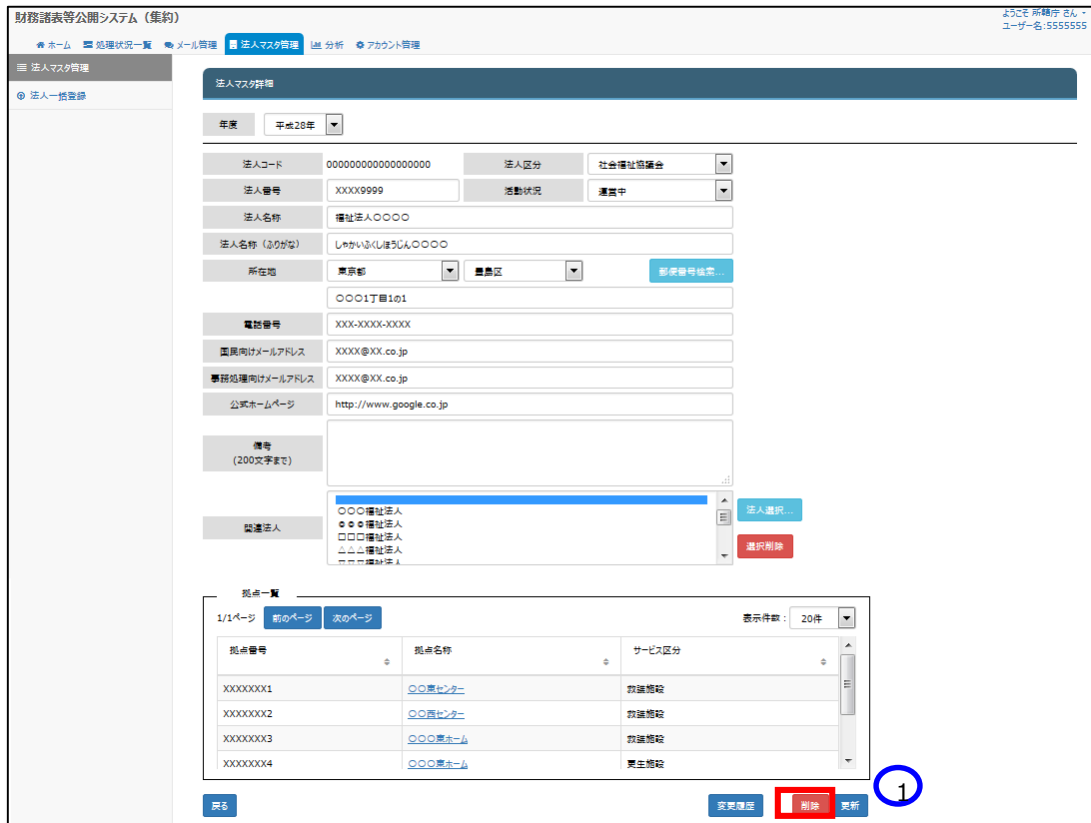 財務諸表等公開システム（集約）
ようこそ 所轄庁 さん -
ユーザー名:5555555
ホーム 処理状況一覧 メール管理 法人マスタ管理 分析 アカウント管理
法人マスタ管理
法人一括登録
法人マスタ詳細
年度 平成28年
法人コード 000000000000000000 法人区分 社会福祉協議会
法人番号 XXXX9999 活動状況 運営中
法人名称 福祉法人〇〇〇〇
法人名称（ふりがな） しゃかいふくしほうじん〇〇〇〇
所在地 東京都 豊島区 郵便番号検索...
〇〇〇1丁目1の1
電話番号 XXX-XXXX-XXXX
国民向けメールアドレス XXXX@XX.co.jp
事務処理向けメールアドレス XXXX@XX.co.jp
公式ホームページ http://www.google.co.jp
備考
(200文字まで)
関連法人
〇〇〇福祉法人
◎◎◎福祉法人
□□□福祉法人
△△△福祉法人
▽▽▽福祉法人
法人選択...
選択削除
拠点一覧
1/1ページ 前のページ 次のページ 表示件数： 20件
拠点番号 拠点名称 サービス区分
XXXXXXX1 〇〇東センター 救護施設
XXXXXXX2 〇〇西センター 救護施設
XXXXXXX3 〇〇〇東ホーム 救護施設
XXXXXXX4 〇〇〇東ホーム 更生施設
戻る 変更履歴 削除 更新
1